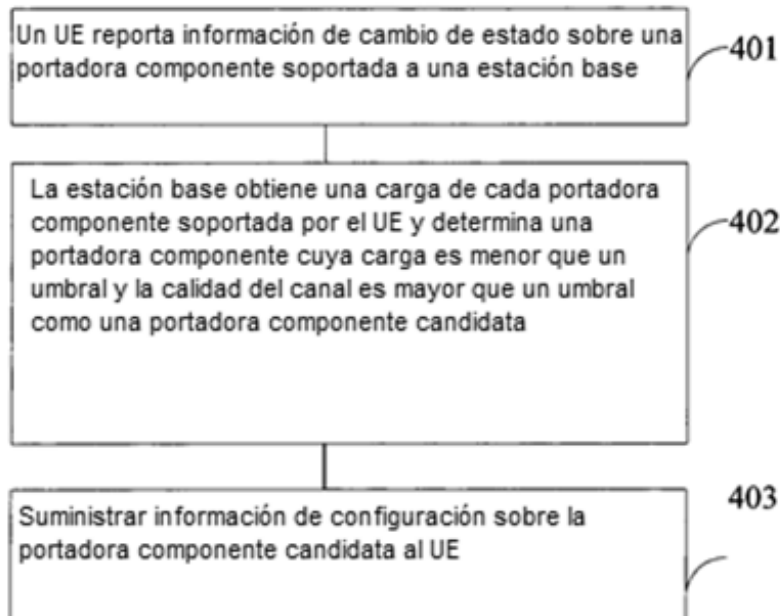 Un UE reporta información de cambio de estado sobre una
portadora componente soportada a una estación base
401
La estación base obtiene una carga de cada portadora
componente soportada por el UE y determina una
portadora componente cuya carga es menor que un
umbral y la calidad del canal es mayor que un umbral
como una portadora componente candidata
402
Suministrar información de configuración sobre la
portadora componente candidata al UE
403